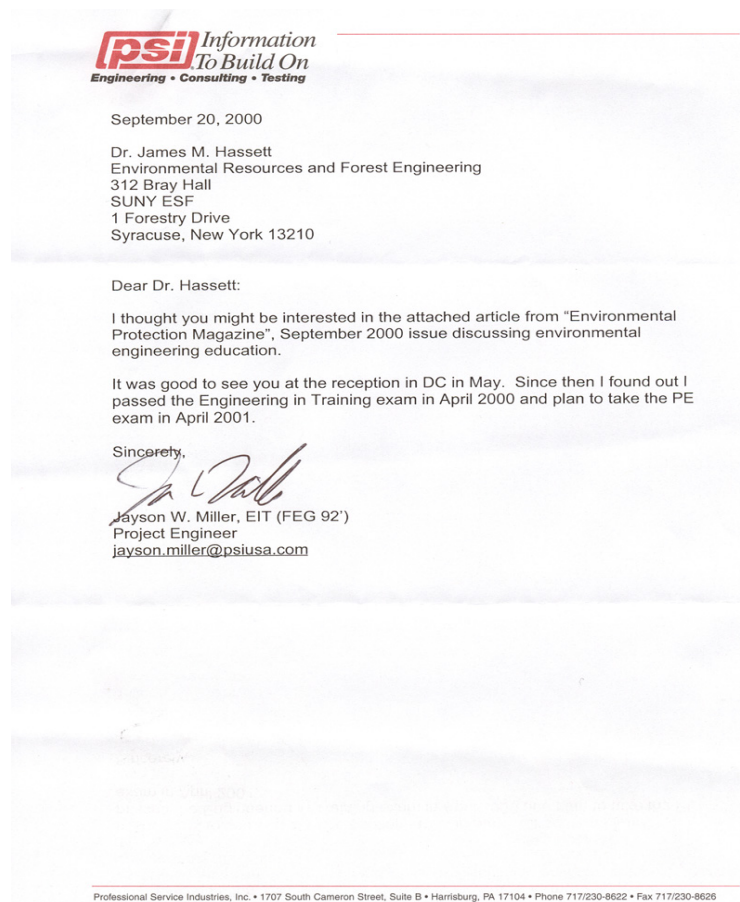 psi Information
To Build On
Engineering • Consulting • Testing
September 20, 2000
Dr. James M. Hassett
Environmental Resources and Forest Engineering
312 Bray Hall
SUNY ESF
1 Forestry Drive
Syracuse, New York 13210
Dear Dr. Hassett:
I thought you might be interested in the attached article from “Environmental
Protection Magazine”, September 2000 issue discussing environmental
engineering education.
It was good to see you at the reception in DC in May.  Since then I found out I
passed the Engineering in Training exam in April 2000 and plan to take the PE
exam in April 2001.
Sincerely,
Jayson W. Miller, EIT (FEG 92’)
Project Engineer
jayson.miller@psiusa.com
Professional Service Industries, Inc. • 1707 South Cameron Street, Suite B • Harrisburg, PA 17104 • Phone 717/230-8622 • Fax 717/230-8626